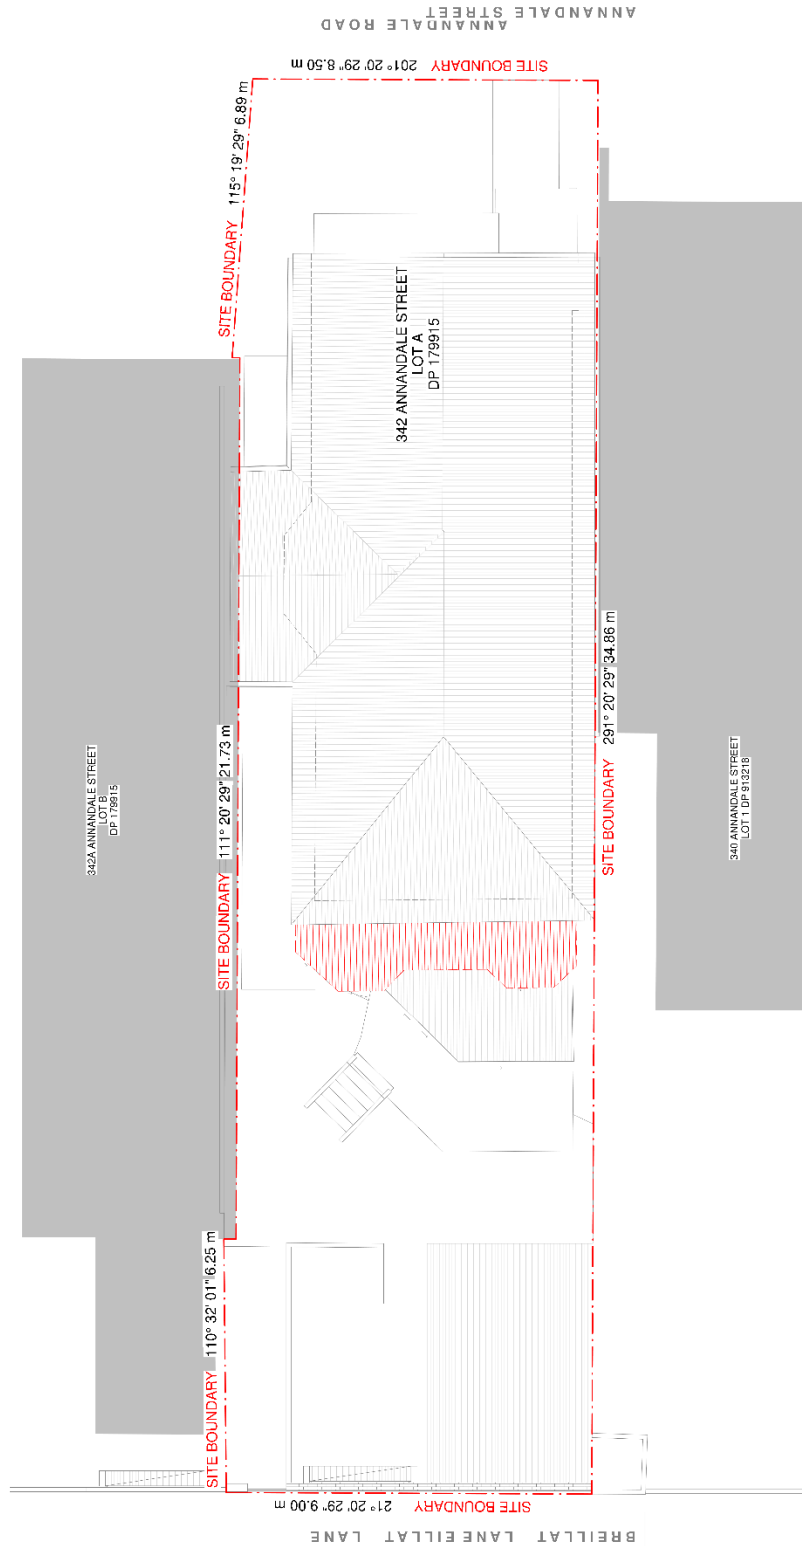 ANNANDALE STREET
ANNANDALE ROAD
SITE BOUNDARY 201° 20' 29" 8.50 m
SITE BOUNDARY 115° 19' 29" 6.89 m
342 ANNANDALE STREET
LOT A
DP 179915
SITE BOUNDARY 291° 20' 29" 34.86 m
SITE BOUNDARY 111° 20' 29" 21.73 m
342A ANNANDALE STREET
LOT B
DP 179915
340 ANNANDALE STREET
LOT 1 DP 913218
SITE BOUNDARY 110° 32' 01" 6.25 m
SITE BOUNDARY 21° 20' 29" 9.00 m
BREILLAT LANE EILLAT LANE